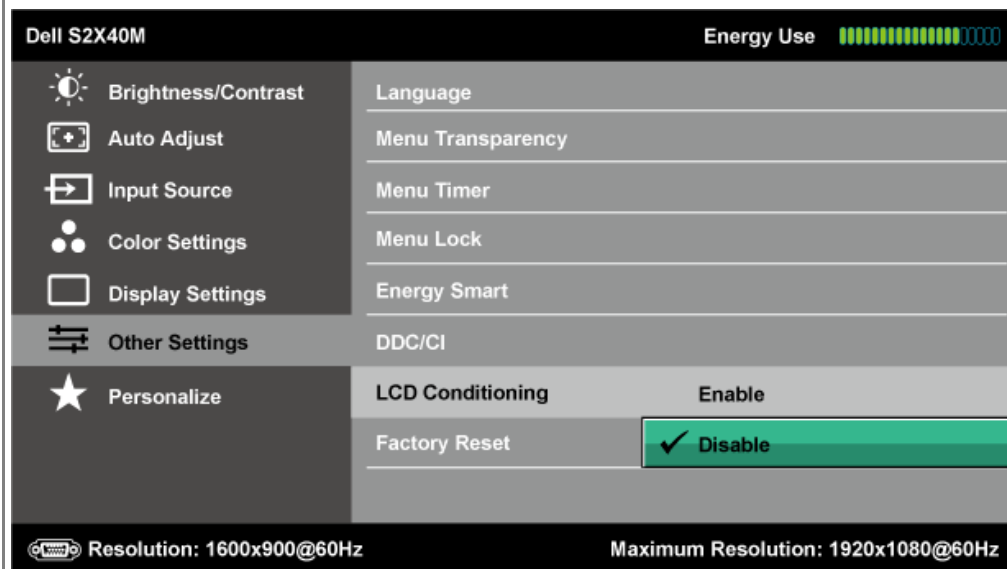 Dell S2X40M Energy Use
Brightness/Contrast
Auto Adjust
Input Source
Color Settings
Display Settings
Other Settings
Personalize
Language
Menu Transparency
Menu Timer
Menu Lock
Energy Smart
DDC/CI
LCD Conditioning Enable
Factory Reset Disable
Resolution: 1600x900@60Hz Maximum Resolution: 1920x1080@60Hz